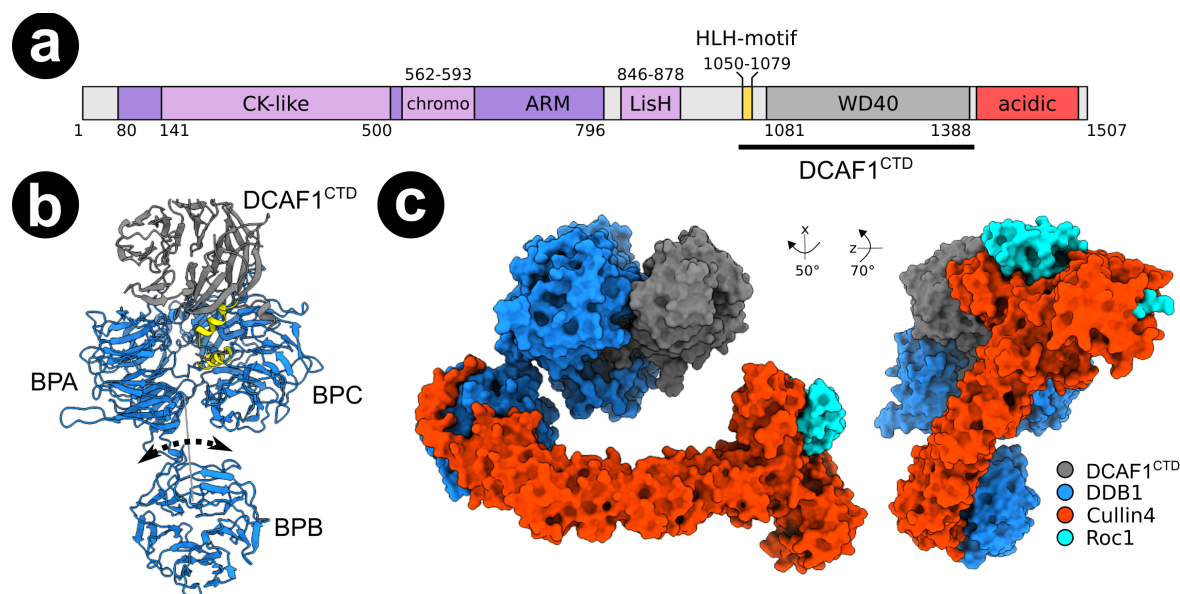 a
HLH-motif
562-593 846-878 1050-1079
CK-like chromo ARM LisH WD40 acidic
1 80 141 500 796 1081 1388 1507
DCAF1CTD
b
DCAF1CTD
BPA
BPC
BPB
c
x
50°
z
70°
DCAF1CTD
DDB1
Cullin4
Roc1